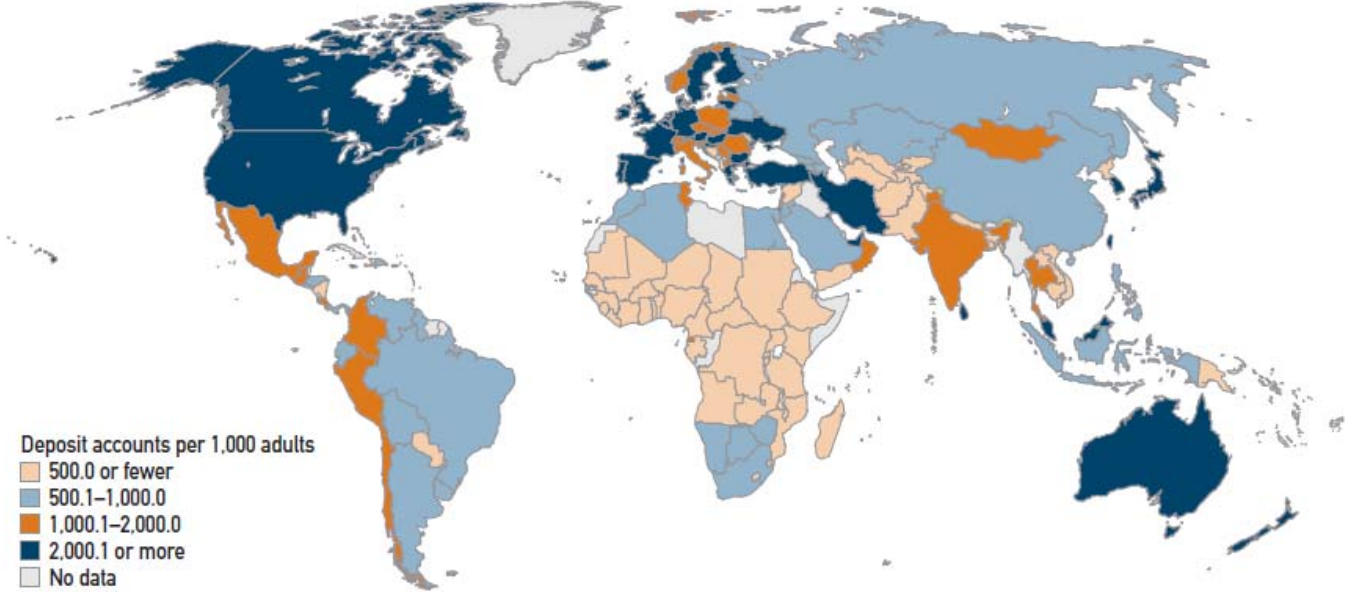 Deposit accounts per 1,000 adults
500.0 or fewer
500.1–1,000.0
1,000.1–2,000.0
2,000.1 or more
No data